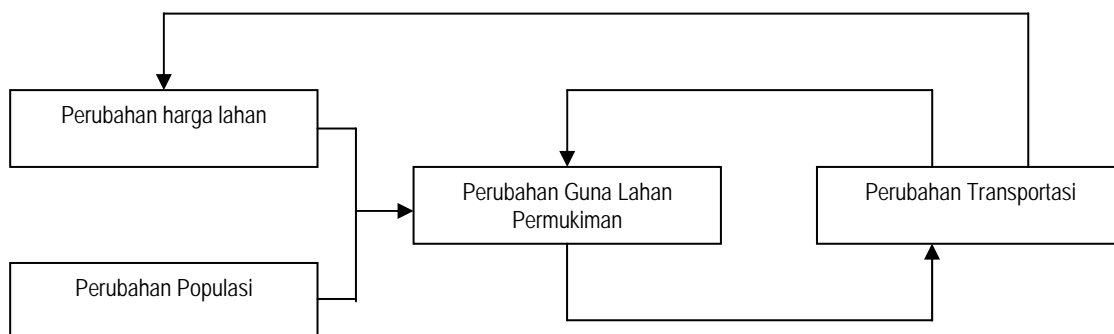 Perubahan harga lahan
Perubahan Guna Lahan
Permukiman
Perubahan Transportasi
Perubahan Populasi